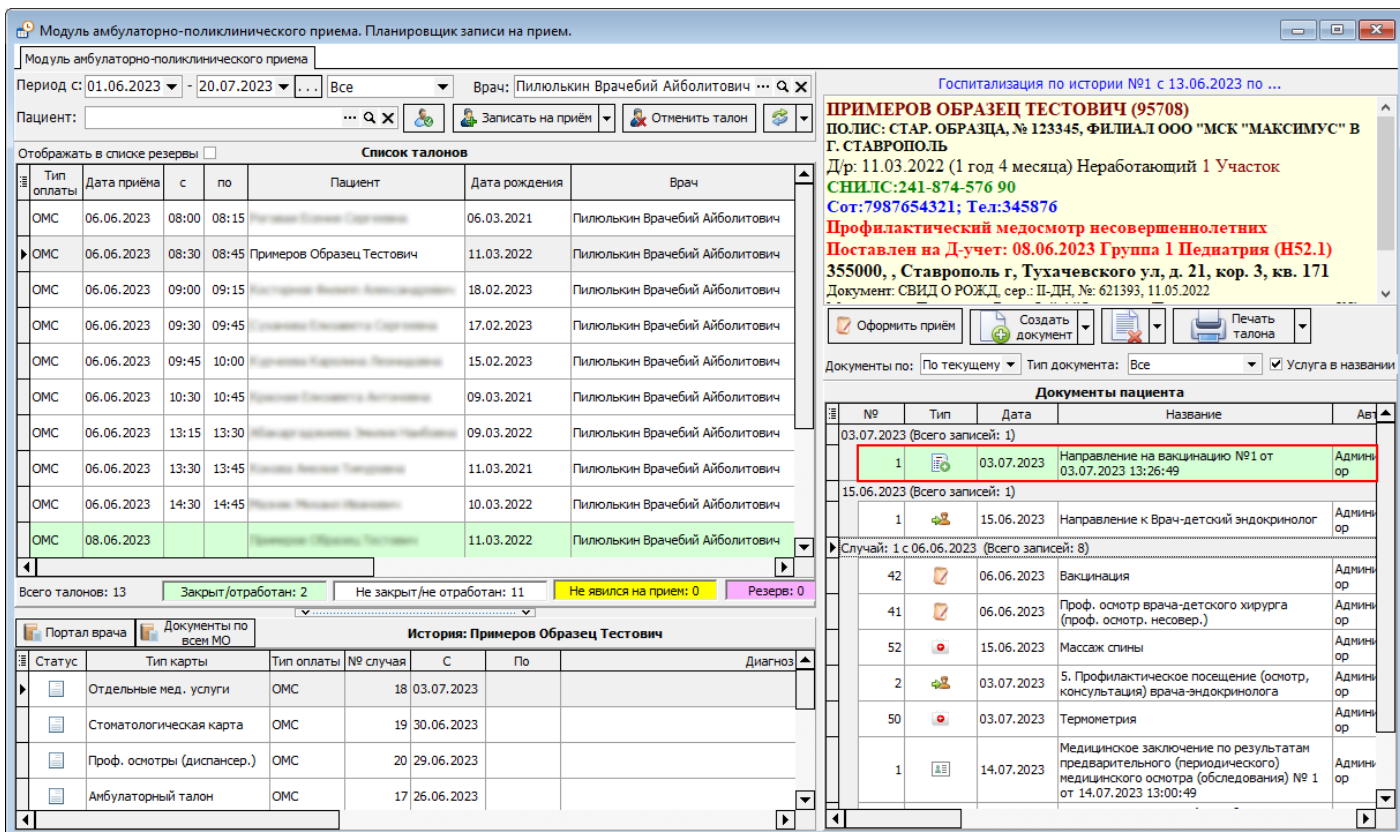 Модуль амбулаторно-поликлинического приема. Планировщик записи на прием.
Модуль амбулаторно-поликлинического приема
Период с: 01.06.2023 - 20.07.2023 ... Все Врач: Пилюлькин Врачебий Айболитович ...
Пациент: ... Записать на приём Отменить талон
Отображать в списке резервы Список талонов
Тип оплаты Дата приёма с по Пациент Дата рождения Врач
ОМС 06.06.2023 08:00 08:15 06.03.2021 Пилюлькин Врачебий Айболитович
ОМС 06.06.2023 08:30 08:45 Примеров Образец Тестович 11.03.2022 Пилюлькин Врачебий Айболитович
ОМС 06.06.2023 09:00 09:15 18.02.2023 Пилюлькин Врачебий Айболитович
ОМС 06.06.2023 09:30 09:45 17.02.2023 Пилюлькин Врачебий Айболитович
ОМС 06.06.2023 09:45 10:00 15.02.2023 Пилюлькин Врачебий Айболитович
ОМС 06.06.2023 10:30 10:45 09.03.2021 Пилюлькин Врачебий Айболитович
ОМС 06.06.2023 13:15 13:30 09.03.2022 Пилюлькин Врачебий Айболитович
ОМС 06.06.2023 13:30 13:45 11.03.2021 Пилюлькин Врачебий Айболитович
ОМС 06.06.2023 14:30 14:45 10.03.2022 Пилюлькин Врачебий Айболитович
ОМС 08.06.2023 11.03.2022 Пилюлькин Врачебий Айболитович
Всего талонов: 13 Закрыт/отработан: 2 Не закрыт/не отработан: 11 Не явился на прием: 0 Резерв: 0
Портал врача Документы по всем МО История: Примеров Образец Тестович
Статус Тип карты Тип оплаты № случая С По Диагноз
Отдельные мед. услуги ОМС 18 03.07.2023
Стоматологическая карта ОМС 19 30.06.2023
Проф. осмотры (диспансер.) ОМС 20 29.06.2023
Амбулаторный талон ОМС 17 26.06.2023
Госпитализация по истории №1 с 13.06.2023 по ...
ПРИМЕРОВ ОБРАЗЕЦ ТЕСТОВИЧ (95708)
ПОЛИС: СТАР. ОБРАЗЦА, № 123345, ФИЛИАЛ ООО "МСК "МАКСИМУС" В
Г. СТАВРОПОЛЬ
Д/р: 11.03.2022 (1 год 4 месяца) Неработающий 1 Участок
СНИЛС:241-874-576 90
Сот:7987654321; Тел:345876
Профилактический медосмотр несовершеннолетних
Поставлен на Д-учет: 08.06.2023 Группа 1 Педиатрия (H52.1)
355000, , Ставрополь г, Тухачевского ул, д. 21, кор. 3, кв. 171
Документ: СВИД О РОЖД, сер.: II-ДН, №: 621393, 11.05.2022
Оформить приём Создать документ Печать талона
Документы по: По текущему Тип документа: Все Услуга в названии
Документы пациента
№ Тип Дата Название Авт
03.07.2023 (Всего записей: 1)
1 03.07.2023 Направление на вакцинацию №1 от Админи
03.07.2023 13:26:49 ор
15.06.2023 (Всего записей: 1)
1 15.06.2023 Направление к Врач-детский эндокринолог Админи
ор
Случай: 1 с 06.06.2023 (Всего записей: 8)
42 06.06.2023 Вакцинация Админи
ор
41 06.06.2023 Проф. осмотр врача-детского хирурга Админи
(проф. осмотр. несовер.) ор
52 15.06.2023 Массаж спины Админи
ор
2 03.07.2023 5. Профилактическое посещение (осмотр, Админи
консультация) врача-эндокринолога ор
50 03.07.2023 Термометрия Админи
ор
Медицинское заключение по результатам
предварительного (периодического) Админи
1 14.07.2023 медицинского осмотра (обследования) № 1 ор
от 14.07.2023 13:00:49